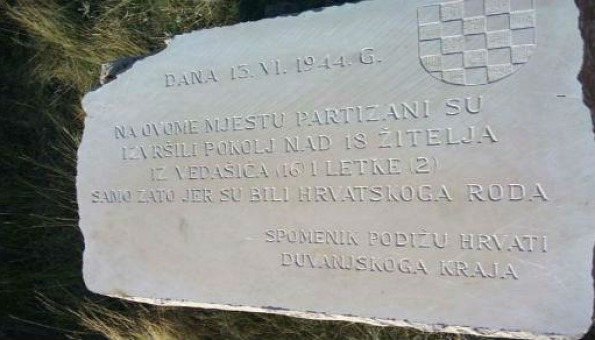 DANA 13. VI. 1944. G.
NA OVOME MJESTU PARTIZANI SU
IZVRŠILI POKOLJ NAD 18 ŽITELJA
IZ VEDAŠIĆA (16) I LETKE (2)
SAMO ZATO JER SU BILI HRVATSKOGA RODA
SPOMENIK PODIŽU HRVATI
DUVANJSKOGA KRAJA